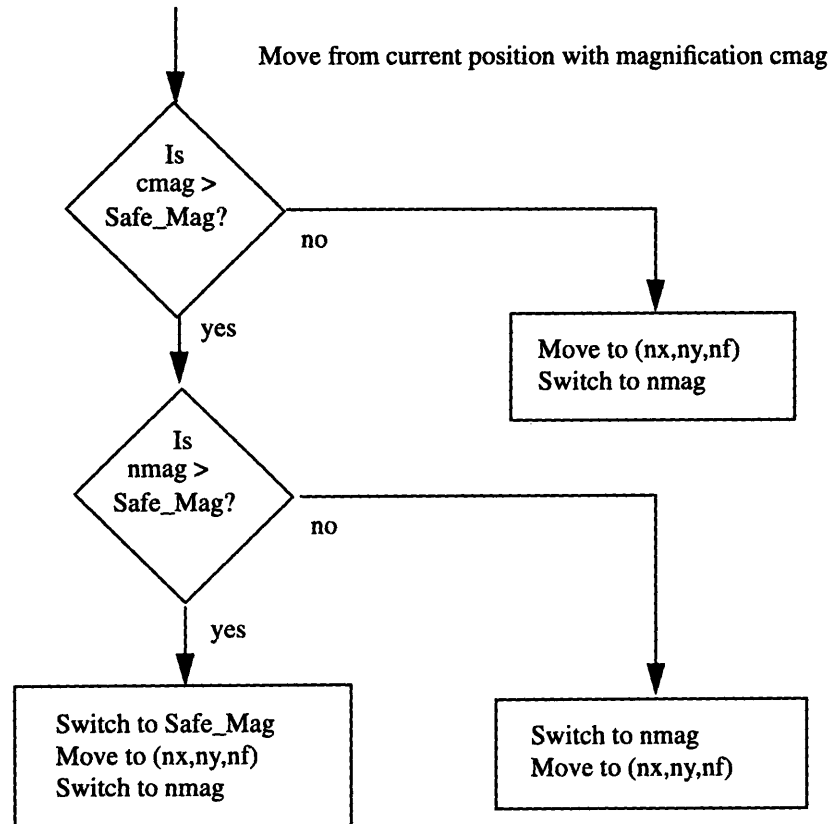 Move from current position with magnification cmag
Is
cmag >
Safe_Mag?
no
yes
Move to (nx,ny,nf)
Switch to nmag
Is
nmag >
Safe_Mag?
no
yes
Switch to Safe_Mag
Move to (nx,ny,nf)
Switch to nmag
Switch to nmag
Move to (nx,ny,nf)